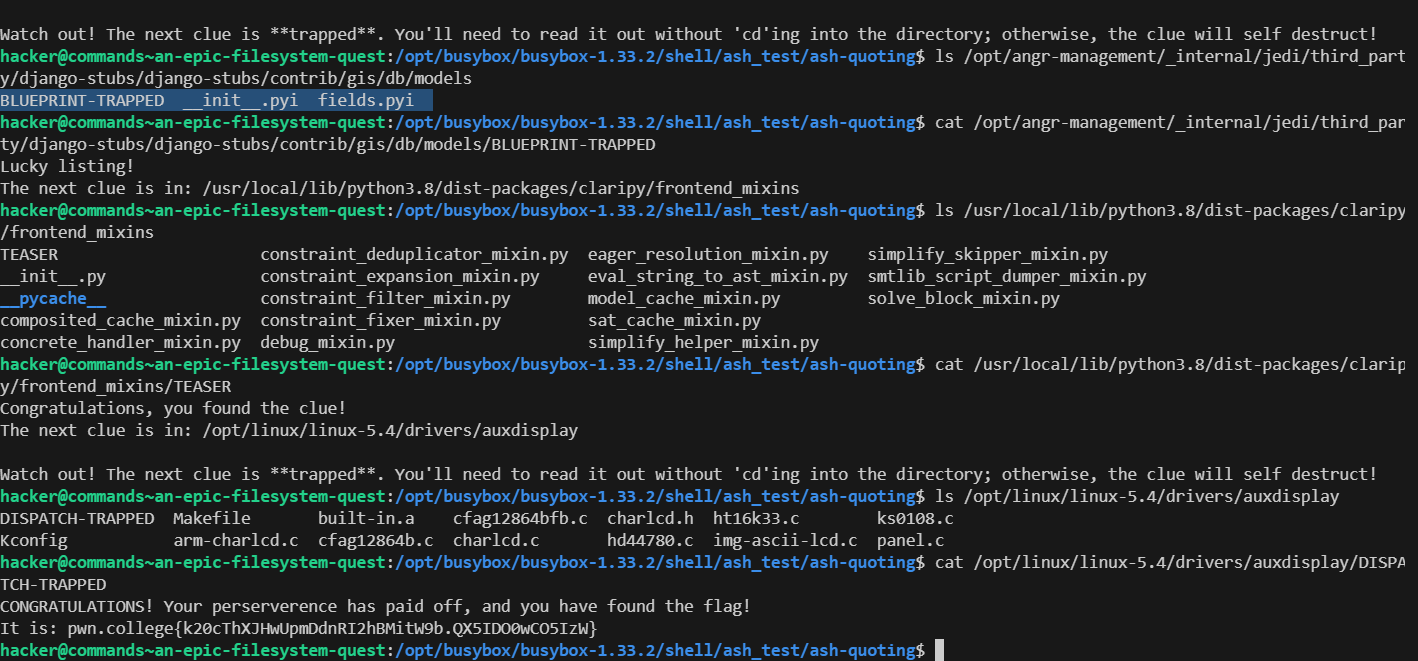 Watch out! The next clue is **trapped**. You'll need to read it out without 'cd'ing into the directory; otherwise, the clue will self destruct!
hacker@commands~an-epic-filesystem-quest:/opt/busybox/busybox-1.33.2/shell/ash_test/ash-quoting$ ls /opt/angr-management/_internal/jedi/third_part
y/django-stubs/django-stubs/contrib/gis/db/models
BLUEPRINT-TRAPPED  __init__.pyi  fields.pyi
hacker@commands~an-epic-filesystem-quest:/opt/busybox/busybox-1.33.2/shell/ash_test/ash-quoting$ cat /opt/angr-management/_internal/jedi/third_par
ty/django-stubs/django-stubs/contrib/gis/db/models/BLUEPRINT-TRAPPED
Lucky listing!
The next clue is in: /usr/local/lib/python3.8/dist-packages/claripy/frontend_mixins
hacker@commands~an-epic-filesystem-quest:/opt/busybox/busybox-1.33.2/shell/ash_test/ash-quoting$ ls /usr/local/lib/python3.8/dist-packages/claripy
/frontend_mixins
TEASER                   constraint_deduplicator_mixin.py  eager_resolution_mixin.py    simplify_skipper_mixin.py
__init__.py              constraint_expansion_mixin.py     eval_string_to_ast_mixin.py  smtlib_script_dumper_mixin.py
__pycache__              constraint_filter_mixin.py        model_cache_mixin.py         solve_block_mixin.py
composited_cache_mixin.py  constraint_fixer_mixin.py         sat_cache_mixin.py
concrete_handler_mixin.py  debug_mixin.py                    simplify_helper_mixin.py
hacker@commands~an-epic-filesystem-quest:/opt/busybox/busybox-1.33.2/shell/ash_test/ash-quoting$ cat /usr/local/lib/python3.8/dist-packages/clarip
y/frontend_mixins/TEASER
Congratulations, you found the clue!
The next clue is in: /opt/linux/linux-5.4/drivers/auxdisplay
Watch out! The next clue is **trapped**. You'll need to read it out without 'cd'ing into the directory; otherwise, the clue will self destruct!
hacker@commands~an-epic-filesystem-quest:/opt/busybox/busybox-1.33.2/shell/ash_test/ash-quoting$ ls /opt/linux/linux-5.4/drivers/auxdisplay
DISPATCH-TRAPPED  Makefile       built-in.a    cfag12864bfb.c  charlcd.h  ht16k33.c        ks0108.c
Kconfig           arm-charlcd.c  cfag12864b.c  charlcd.c       hd44780.c  img-ascii-lcd.c  panel.c
hacker@commands~an-epic-filesystem-quest:/opt/busybox/busybox-1.33.2/shell/ash_test/ash-quoting$ cat /opt/linux/linux-5.4/drivers/auxdisplay/DISPA
TCH-TRAPPED
CONGRATULATIONS! Your perserverence has paid off, and you have found the flag!
It is: pwn.college{k20cThXJHwUpmDdnRI2hBMitW9b.QX5IDO0wCO5IzW}
hacker@commands~an-epic-filesystem-quest:/opt/busybox/busybox-1.33.2/shell/ash_test/ash-quoting$